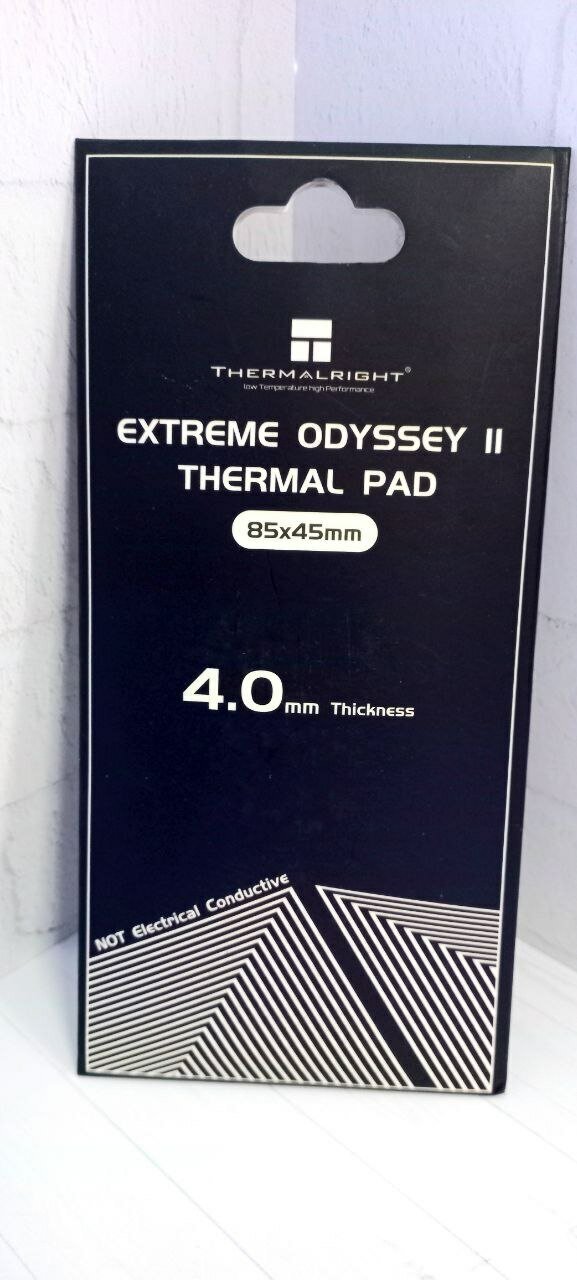 THERMALRIGHT®
low Temperature high Performance
EXTREME ODYSSEY II
THERMAL PAD
85x45mm
4.0mm Thickness
NOT Electrical Conductive